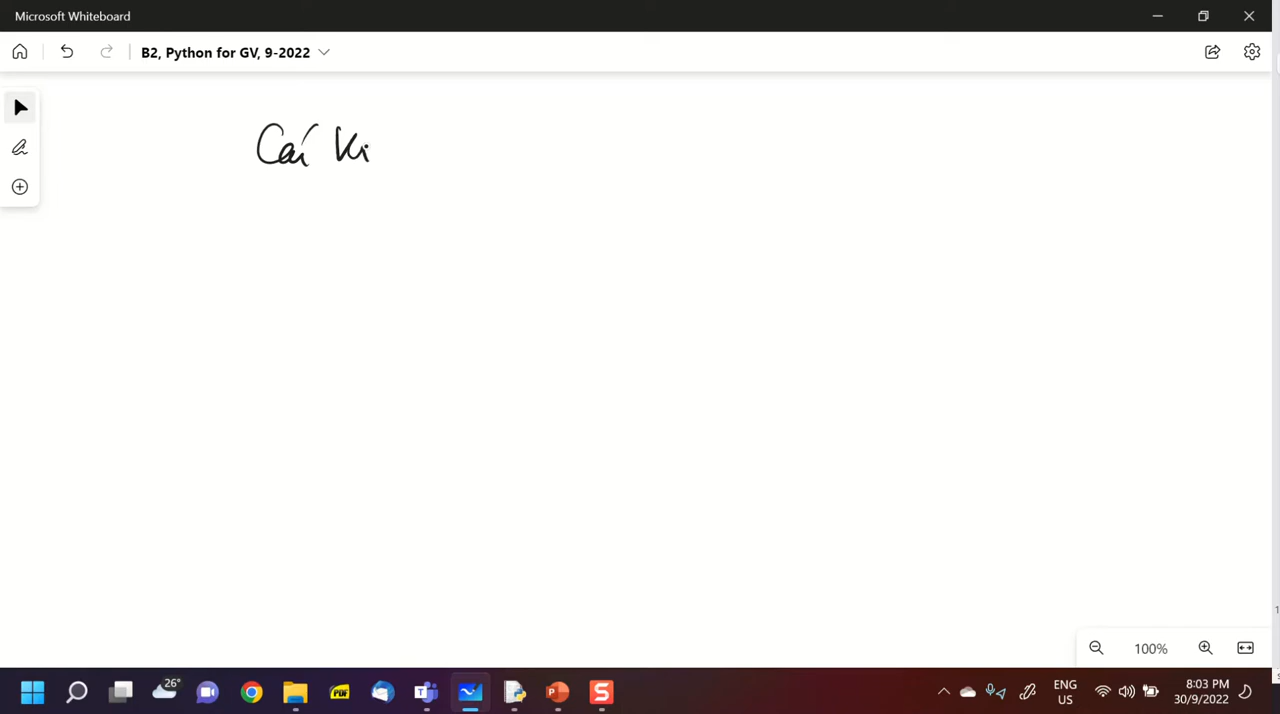 Microsoft Whiteboard
B2, Python for GV, 9-2022
Cái Ki
100%
26°
PDF
T
P
S
ENG
US
8:03 PM
30/9/2022